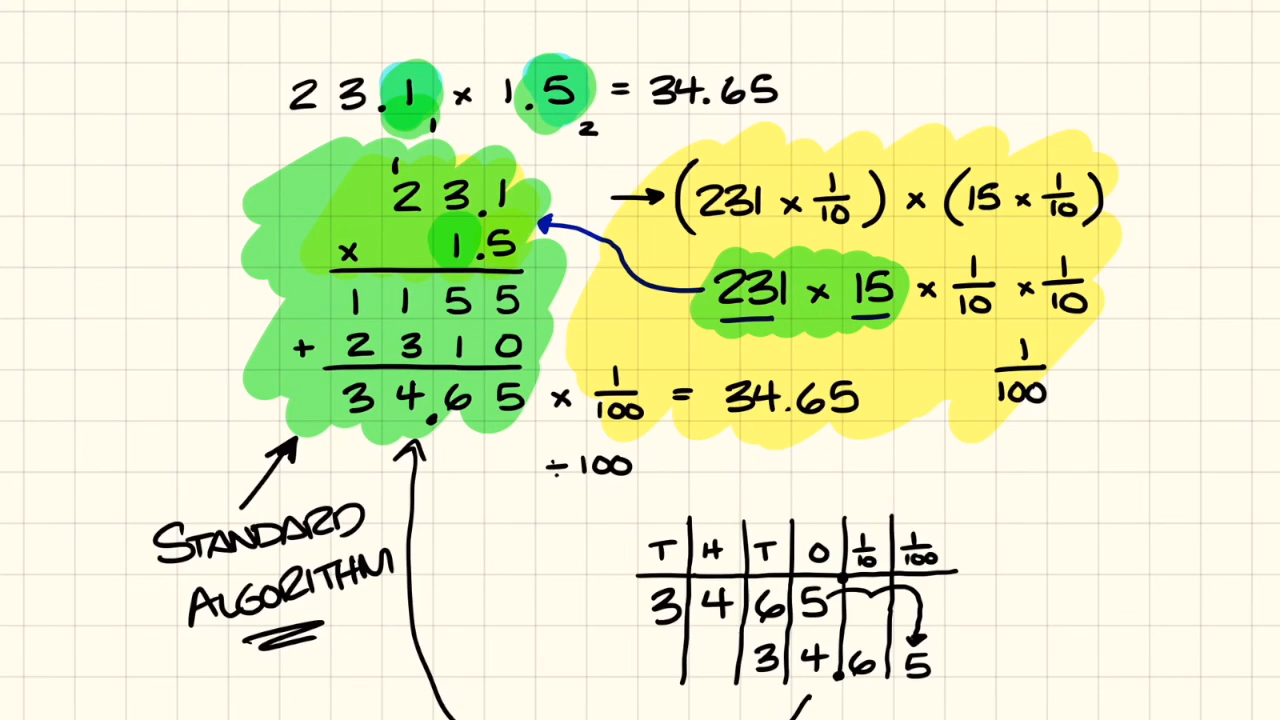 23.1 × 1.5 = 34.65
1 2
1
23.1
× 1.5
1155
+ 2310
34.65 × 1/100 = 34.65
÷100
→ (231 × 1/10) × (15 × 1/10)
231 × 15 × 1/10 × 1/10
1/100
STANDARD
ALGORITHM
T H T O 1/10 1/100
3 4 6 5
3 4 . 6 5